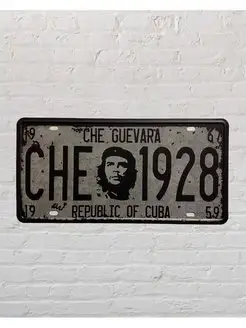 19 CHE GUEVARA 67
CHE 1928
19 REPUBLIC OF CUBA 59